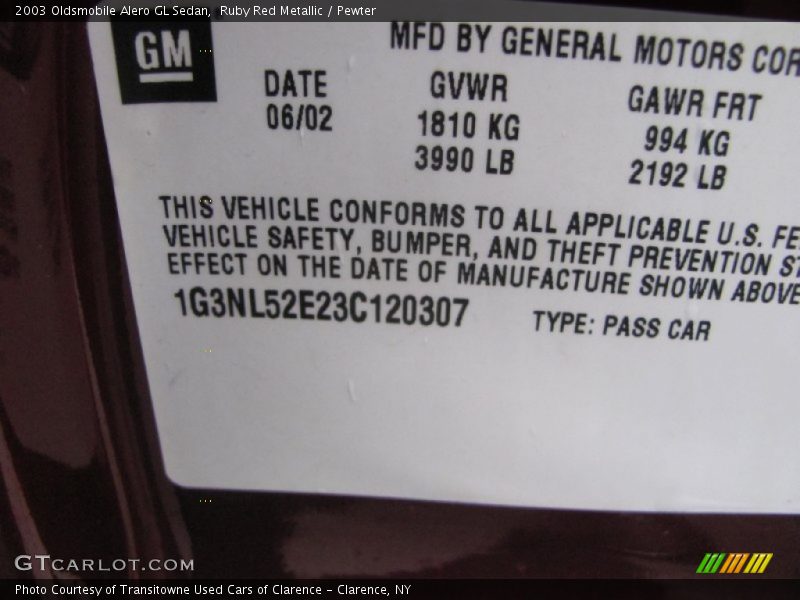 2003 Oldsmobile Alero GL Sedan, Ruby Red Metallic / Pewter
GM
MFD BY GENERAL MOTORS COR
DATE
06/02
GVWR
1810 KG
3990 LB
GAWR FRT
994 KG
2192 LB
THIS VEHICLE CONFORMS TO ALL APPLICABLE U.S. FE
VEHICLE SAFETY, BUMPER, AND THEFT PREVENTION ST
EFFECT ON THE DATE OF MANUFACTURE SHOWN ABOVE
1G3NL52E23C120307
TYPE: PASS CAR
GTCARLOT.COM
Photo Courtesy of Transitowne Used Cars of Clarence - Clarence, NY